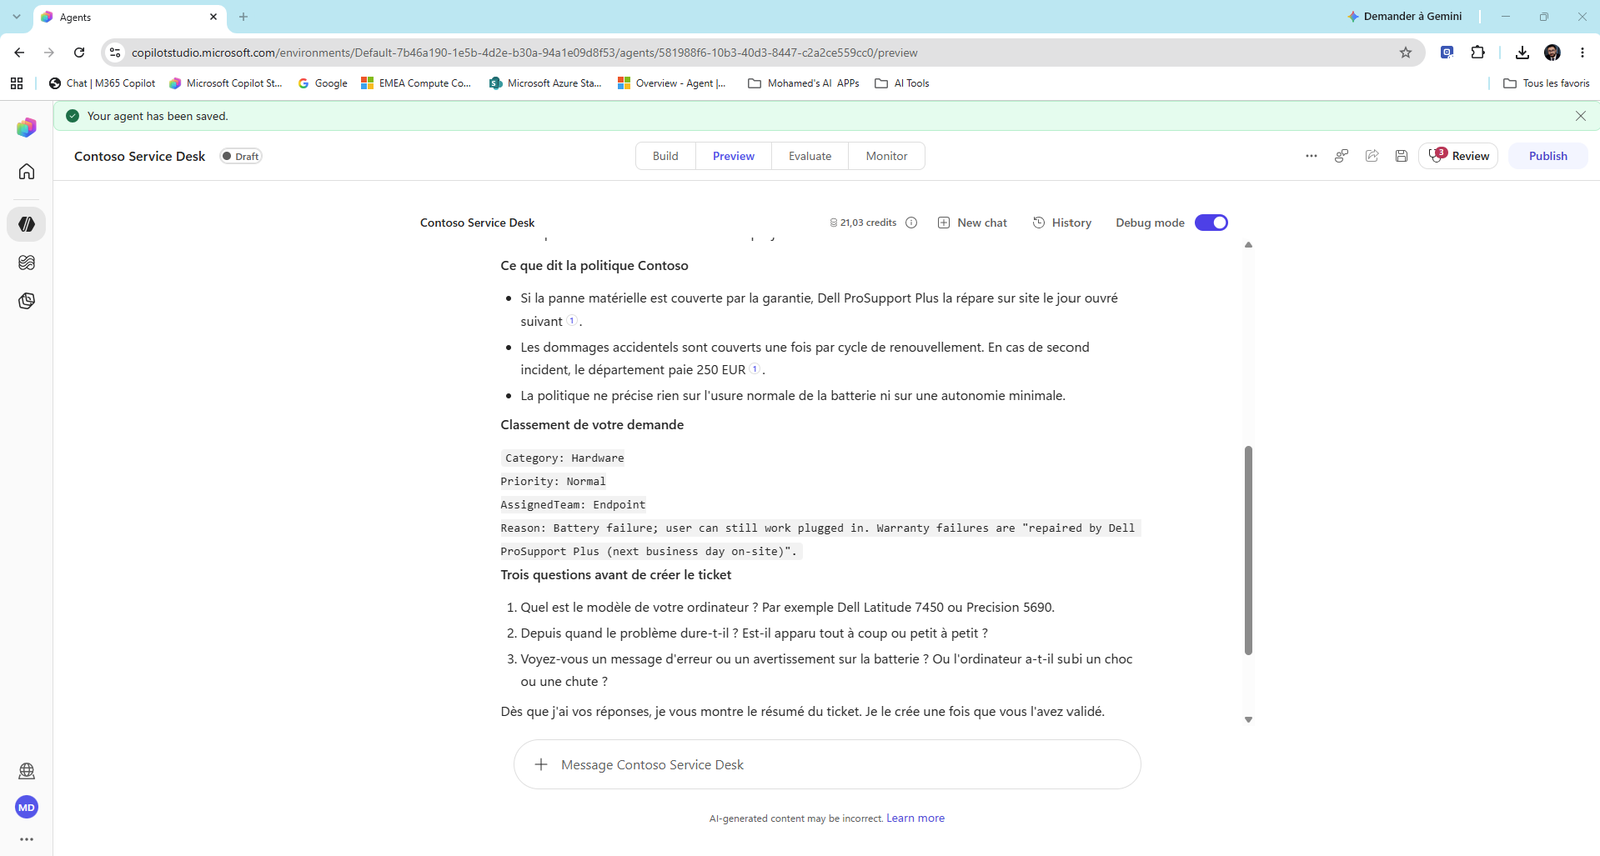 Agents
Demander à Gemini
copilotstudio.microsoft.com/environments/Default-7b46a190-1e5b-4d2e-b30a-94a1e09d8f53/agents/581988f6-10b3-40d3-8447-c2a2ce559cc0/preview
Chat | M365 Copilot
Microsoft Copilot St...
Google
EMEA Compute Co...
Microsoft Azure Sta...
Overview - Agent |...
Mohamed's AI APPs
AI Tools
Tous les favoris
Your agent has been saved.
Contoso Service Desk
Draft
Build
Preview
Evaluate
Monitor
3
Review
Publish
Contoso Service Desk
21,03 credits
New chat
History
Debug mode
Ce que dit la politique Contoso
• Si la panne matérielle est couverte par la garantie, Dell ProSupport Plus la répare sur site le jour ouvré
suivant 1.
• Les dommages accidentels sont couverts une fois par cycle de renouvellement. En cas de second
incident, le département paie 250 EUR 1.
• La politique ne précise rien sur l'usure normale de la batterie ni sur une autonomie minimale.
Classement de votre demande
Category: Hardware
Priority: Normal
AssignedTeam: Endpoint
Reason: Battery failure; user can still work plugged in. Warranty failures are "repaired by Dell
ProSupport Plus (next business day on-site)".
Trois questions avant de créer le ticket
1. Quel est le modèle de votre ordinateur ? Par exemple Dell Latitude 7450 ou Precision 5690.
2. Depuis quand le problème dure-t-il ? Est-il apparu tout à coup ou petit à petit ?
3. Voyez-vous un message d'erreur ou un avertissement sur la batterie ? Ou l'ordinateur a-t-il subi un choc
ou une chute ?
Dès que j'ai vos réponses, je vous montre le résumé du ticket. Je le crée une fois que vous l'avez validé.
Message Contoso Service Desk
MD
AI-generated content may be incorrect. Learn more